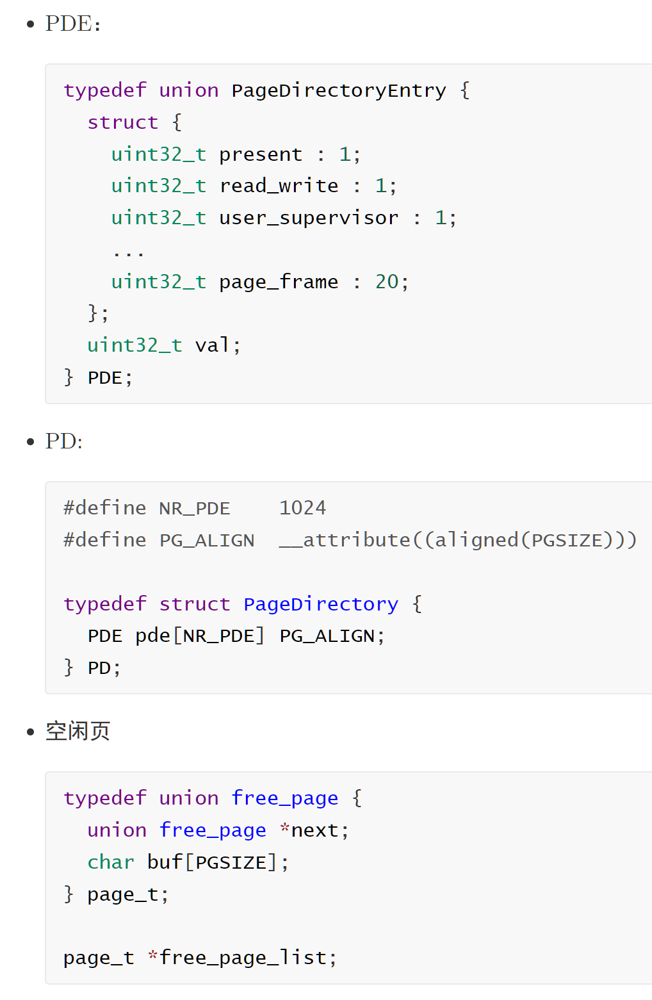 PDE：
typedef union PageDirectoryEntry {
  struct {
    uint32_t present : 1;
    uint32_t read_write : 1;
    uint32_t user_supervisor : 1;
    ...
    uint32_t page_frame : 20;
  };
  uint32_t val;
} PDE;
PD:
#define NR_PDE    1024
#define PG_ALIGN  __attribute((aligned(PGSIZE)))
typedef struct PageDirectory {
  PDE pde[NR_PDE] PG_ALIGN;
} PD;
空闲页
typedef union free_page {
  union free_page *next;
  char buf[PGSIZE];
} page_t;
page_t *free_page_list;